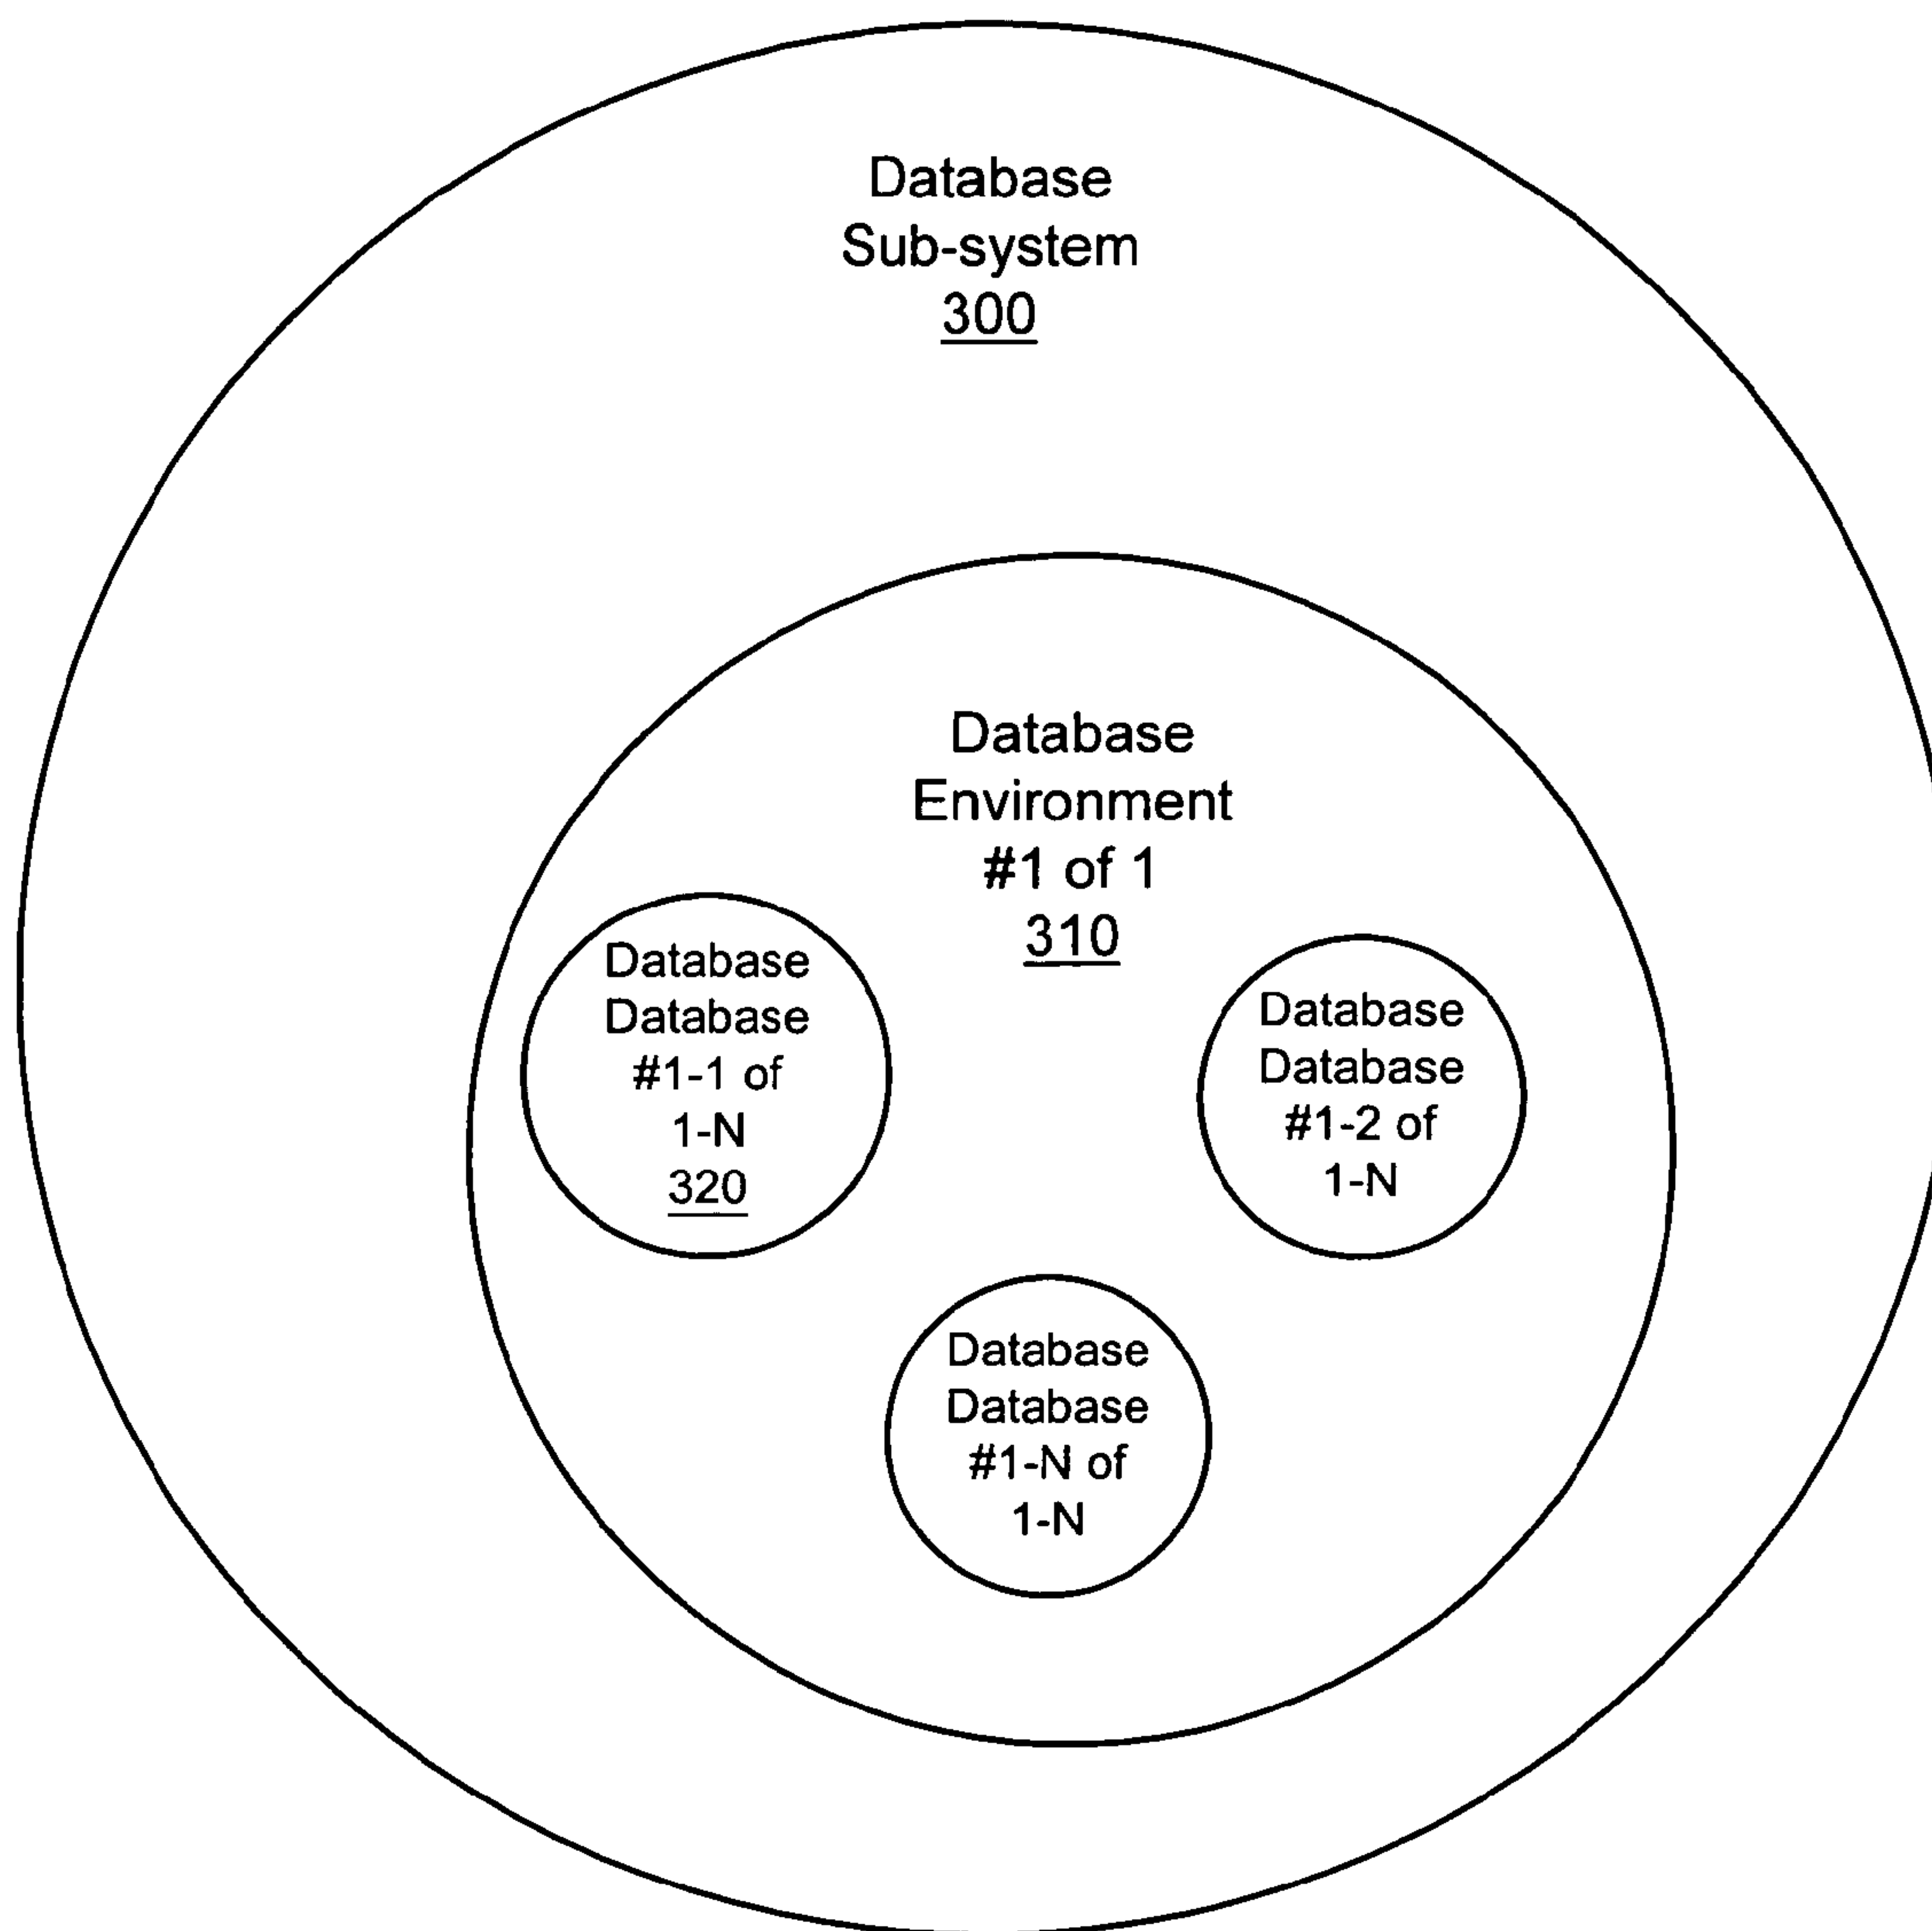 Database
Sub-system
300
Database
Environment
#1 of 1
310
Database
Database
#1-1 of
1-N
320
Database
Database
#1-2 of
1-N
Database
Database
#1-N of
1-N